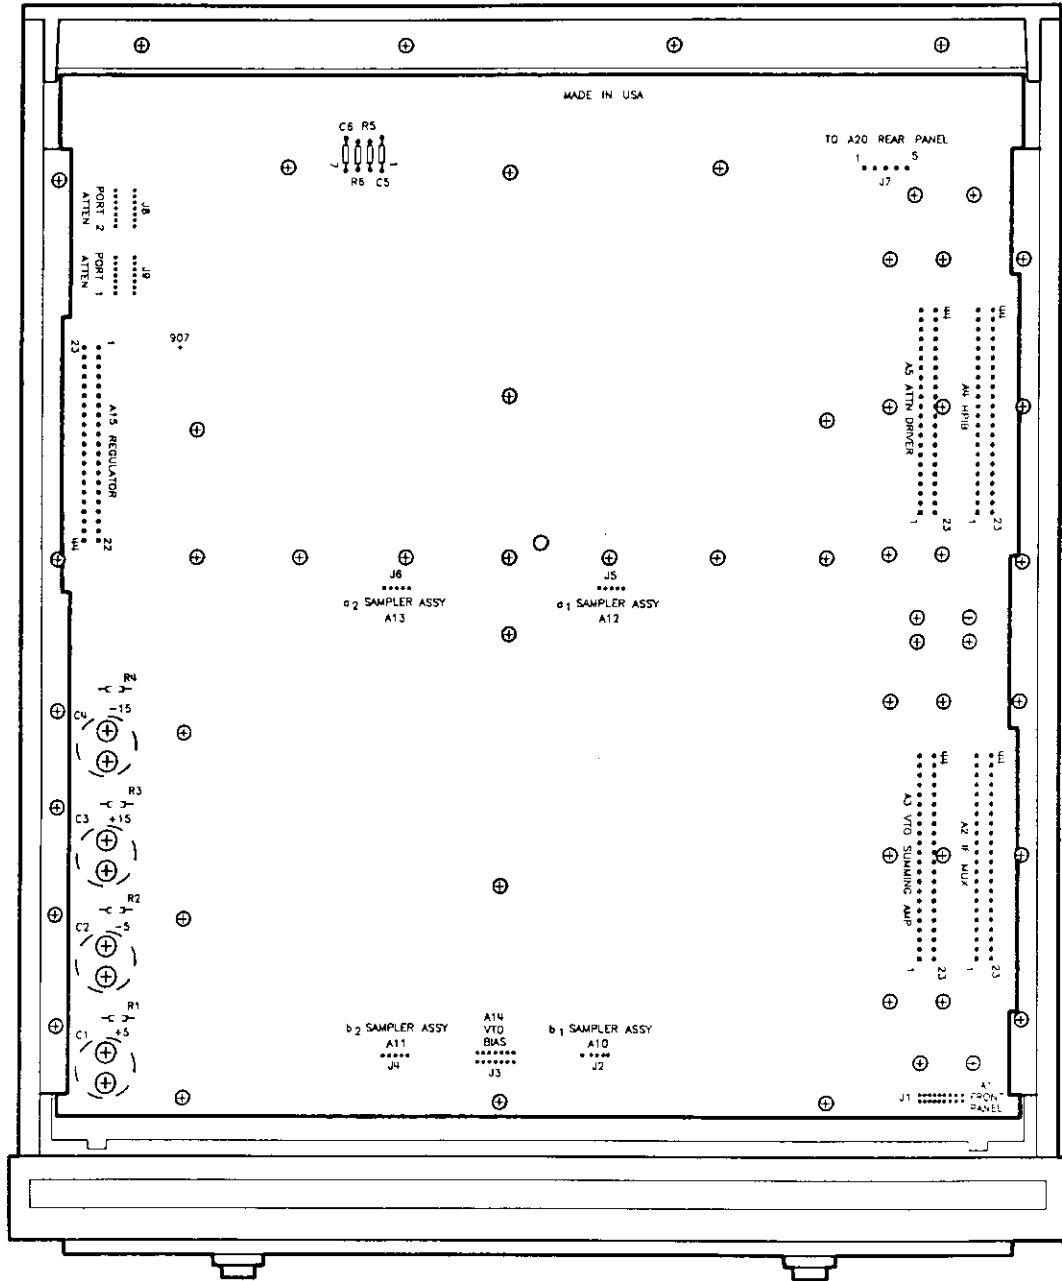 MADE IN USA
C6 R5
7 1
R6 C5
TO A20 REAR PANEL
1 5
J7
PORT 2
ATTEN
J8
PORT 1
ATTEN
J9
907
23 1
A15 REGULATOR
22
A5 ATTN DRIVER
1 23
A4 HPIB
1 23
J6
a2 SAMPLER ASSY
A13
J5
a1 SAMPLER ASSY
A12
R4
C4 -15
R3
C3 +15
R2
C2 -5
R1
C1 +5
A3 VTO SUMMING AMP
1 23
A2 IF MUX
1 23
b2 SAMPLER ASSY
A11
J4
A14
VTO
BIAS
J3
b1 SAMPLER ASSY
A10
J2
J1
A1
FRONT
PANEL